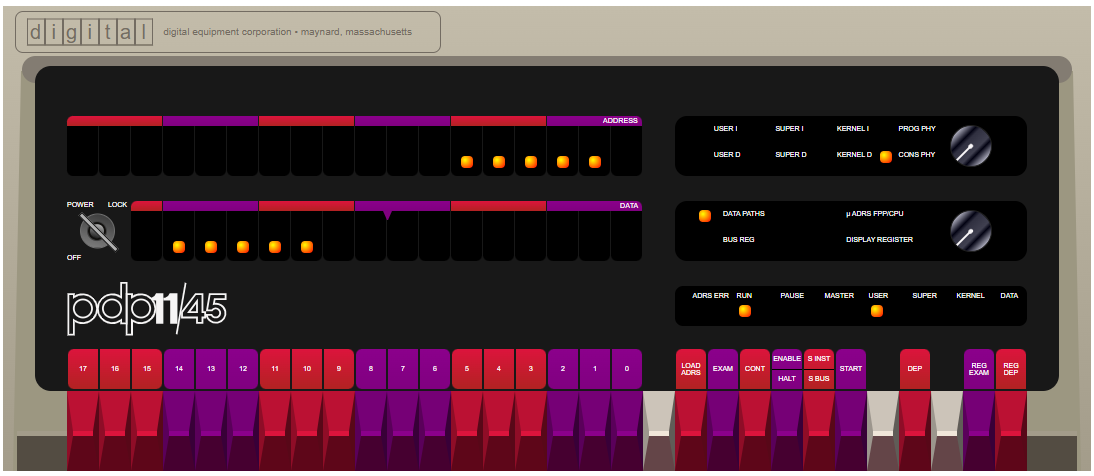 digital digital equipment corporation • maynard, massachusetts
ADDRESS
USER I SUPER I KERNEL I PROG PHY
USER D SUPER D KERNEL D CONS PHY
POWER LOCK DATA
OFF
DATA PATHS µ ADRS FPP/CPU
BUS REG DISPLAY REGISTER
pdp11/45
ADRS ERR RUN PAUSE MASTER USER SUPER KERNEL DATA
17 16 15 14 13 12 11 10 9 8 7 6 5 4 3 2 1 0
LOAD ADRS EXAM CONT ENABLE HALT S INST S BUS START DEP REG EXAM REG DEP